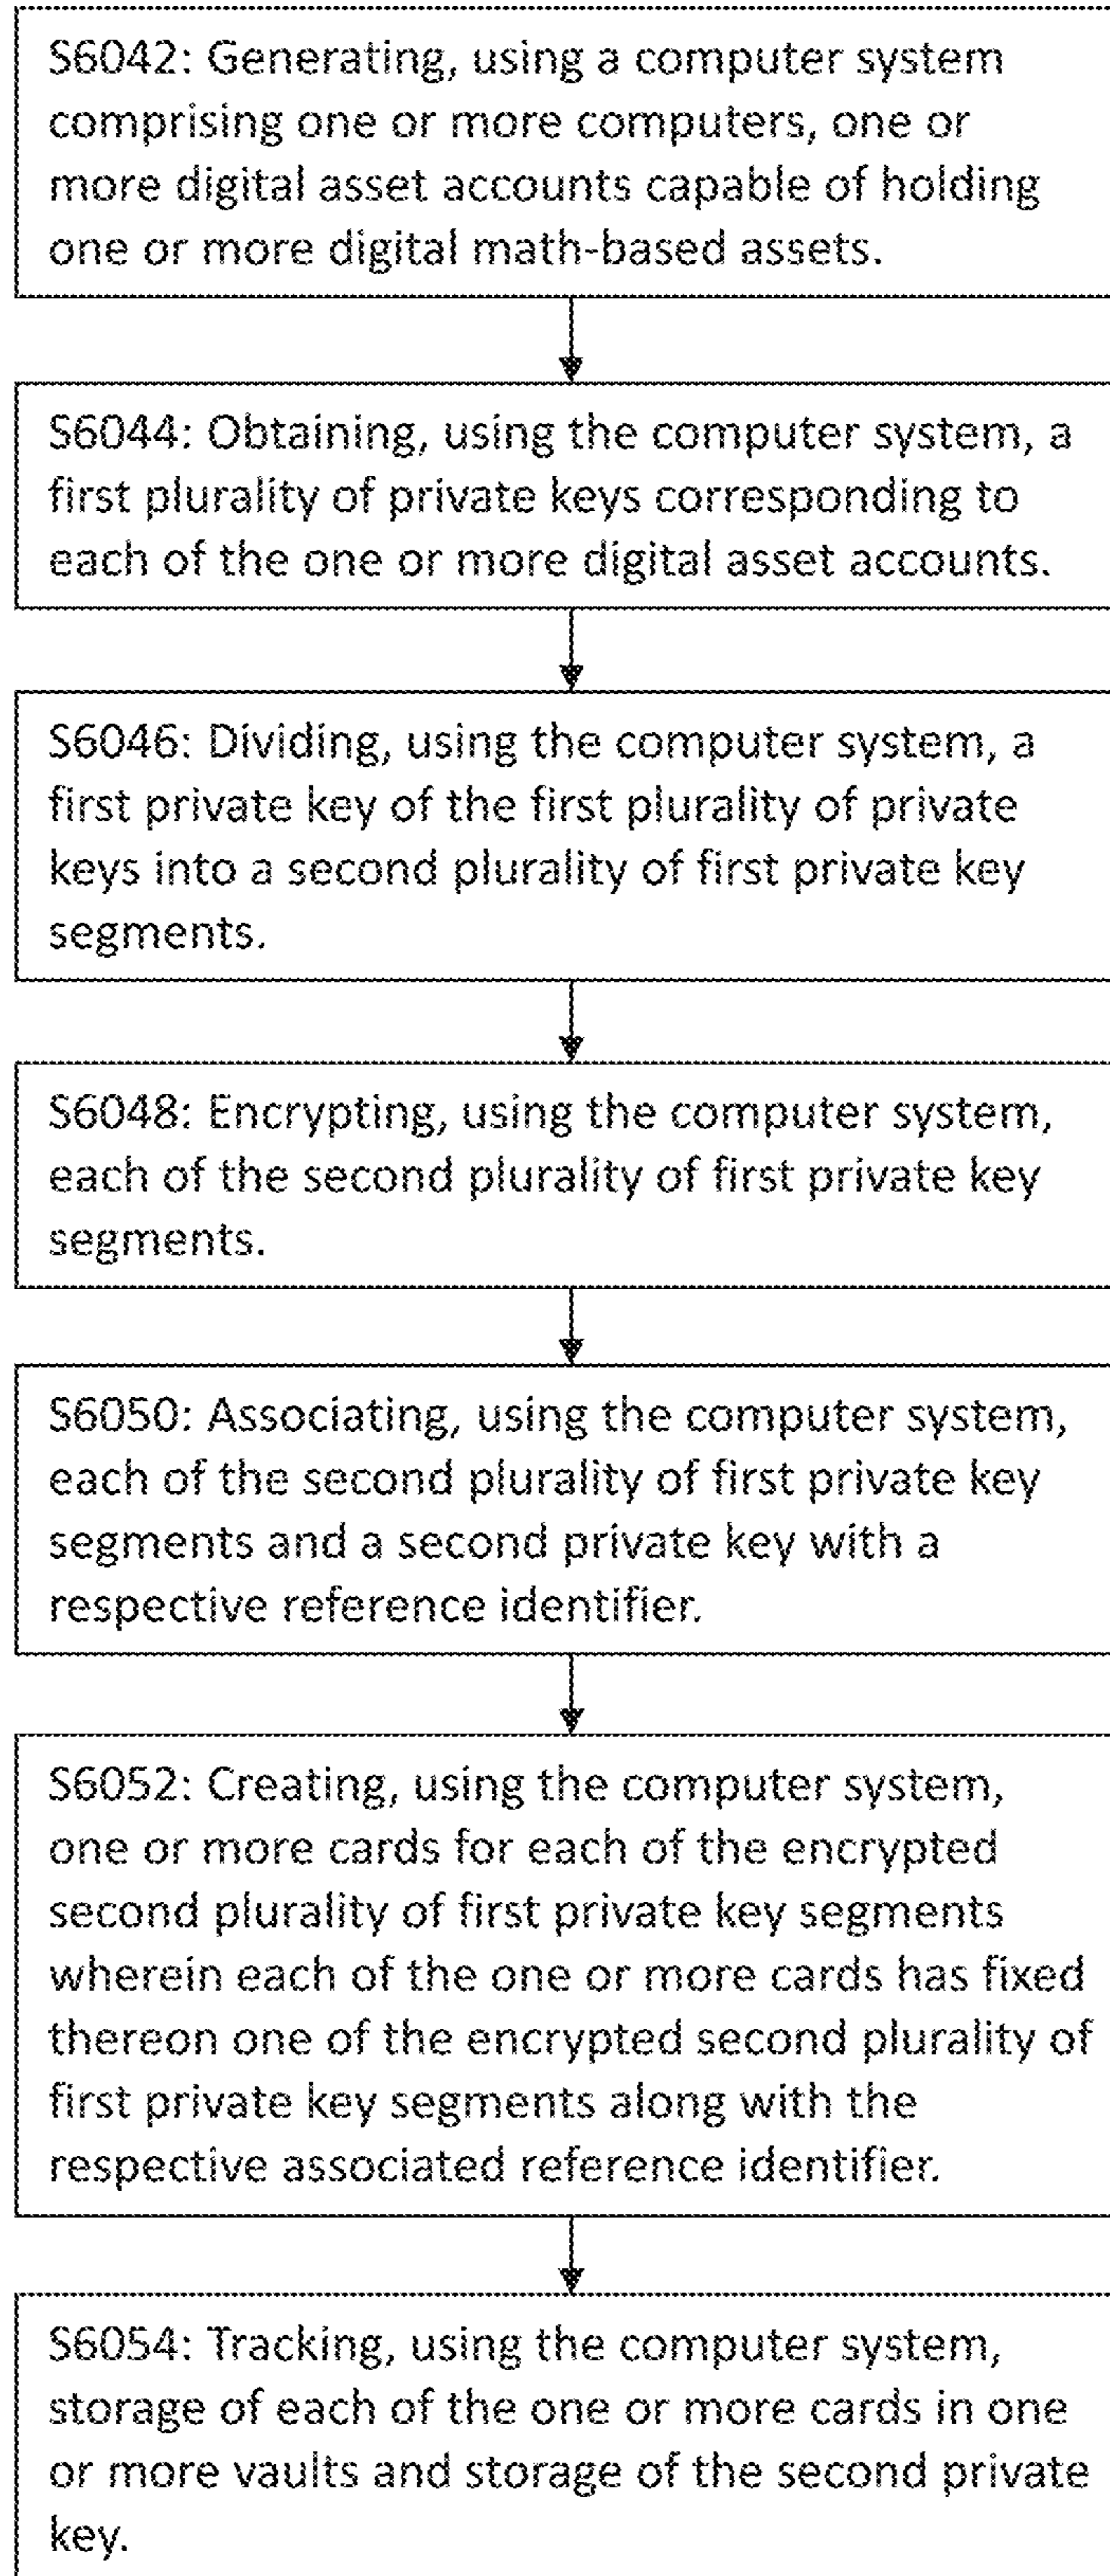 S6042: Generating, using a computer system
comprising one or more computers, one or
more digital asset accounts capable of holding
one or more digital math-based assets.
S6044: Obtaining, using the computer system, a
first plurality of private keys corresponding to
each of the one or more digital asset accounts.
S6046: Dividing, using the computer system, a
first private key of the first plurality of private
keys into a second plurality of first private key
segments.
S6048: Encrypting, using the computer system,
each of the second plurality of first private key
segments.
S6050: Associating, using the computer system,
each of the second plurality of first private key
segments and a second private key with a
respective reference identifier.
S6052: Creating, using the computer system,
one or more cards for each of the encrypted
second plurality of first private key segments
wherein each of the one or more cards has fixed
thereon one of the encrypted second plurality of
first private key segments along with the
respective associated reference identifier.
S6054: Tracking, using the computer system,
storage of each of the one or more cards in one
or more vaults and storage of the second private
key.